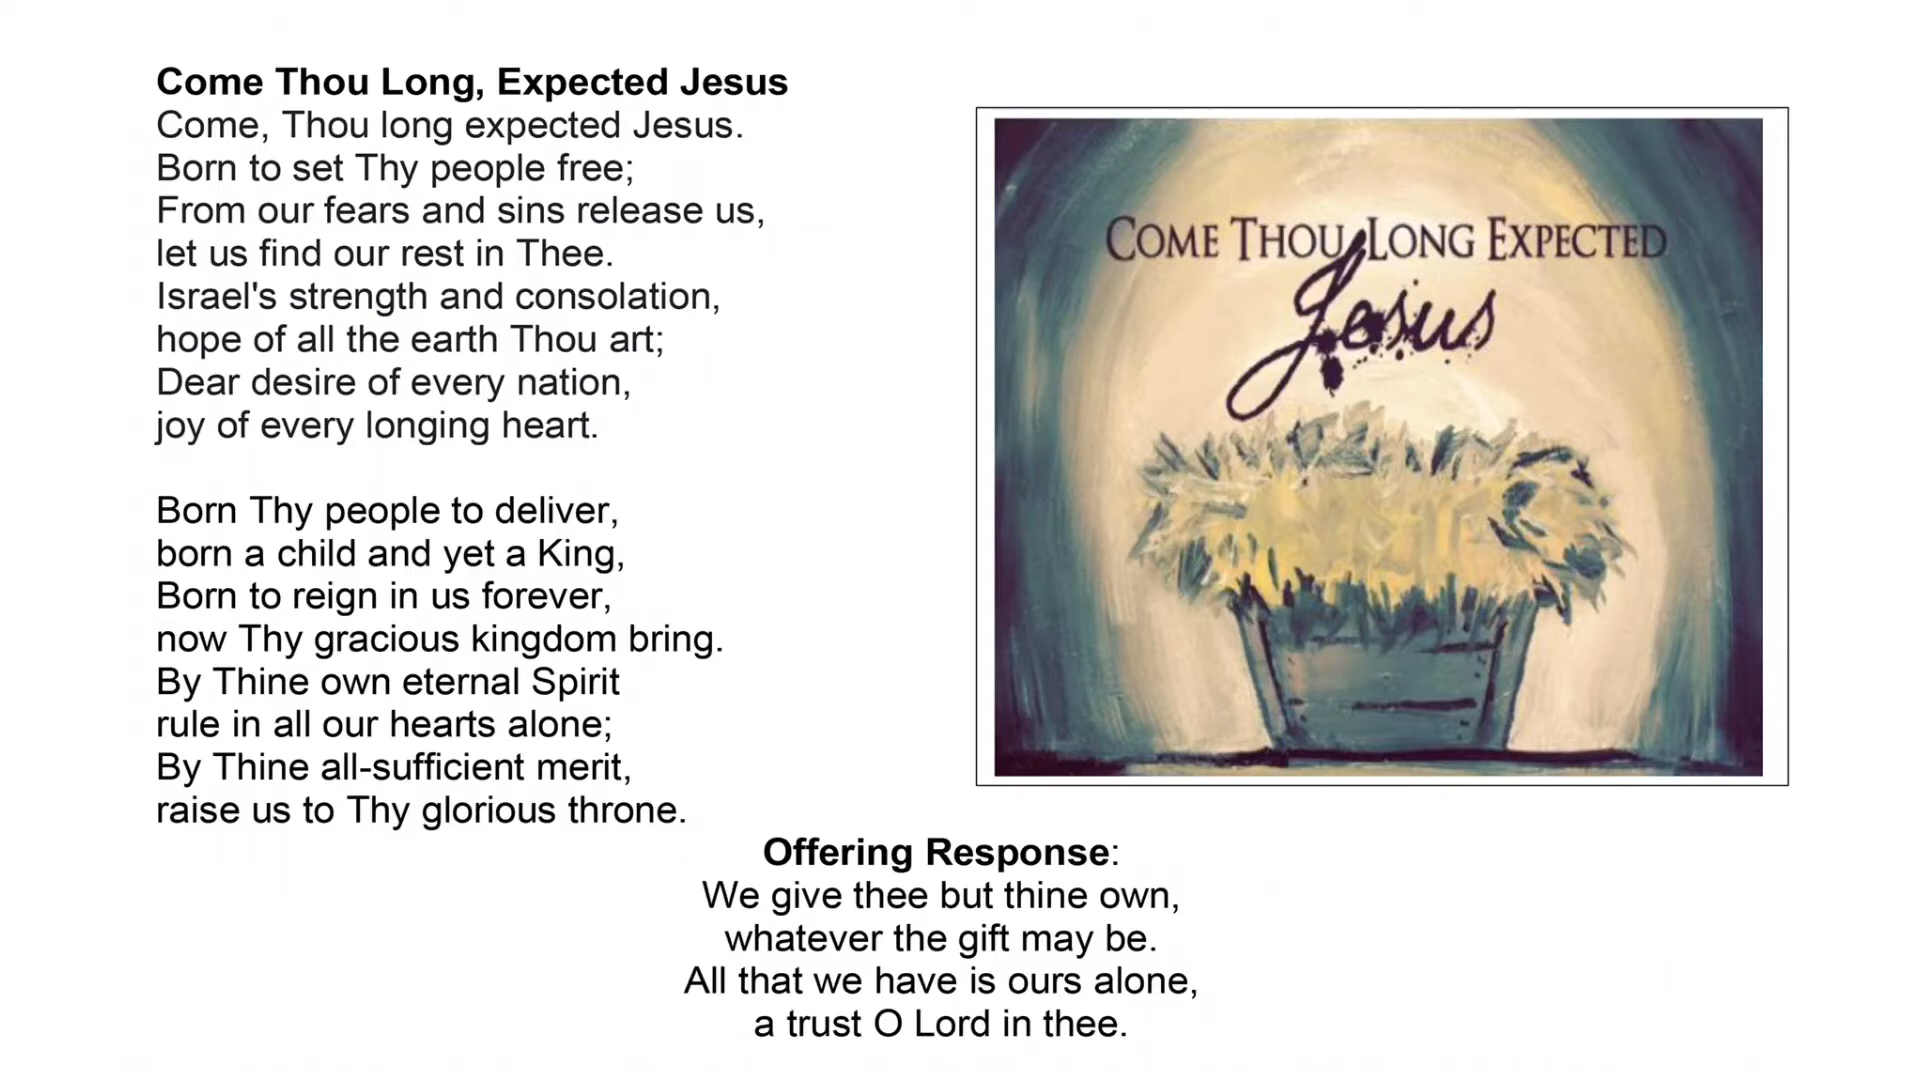 Come Thou Long, Expected Jesus
Come, Thou long expected Jesus.
Born to set Thy people free;
From our fears and sins release us,
let us find our rest in Thee.
Israel's strength and consolation,
hope of all the earth Thou art;
Dear desire of every nation,
joy of every longing heart.
Born Thy people to deliver,
born a child and yet a King,
Born to reign in us forever,
now Thy gracious kingdom bring.
By Thine own eternal Spirit
rule in all our hearts alone;
By Thine all-sufficient merit,
raise us to Thy glorious throne.
COME THOU LONG EXPECTED
Jesus
Offering Response:
We give thee but thine own,
whatever the gift may be.
All that we have is ours alone,
a trust O Lord in thee.